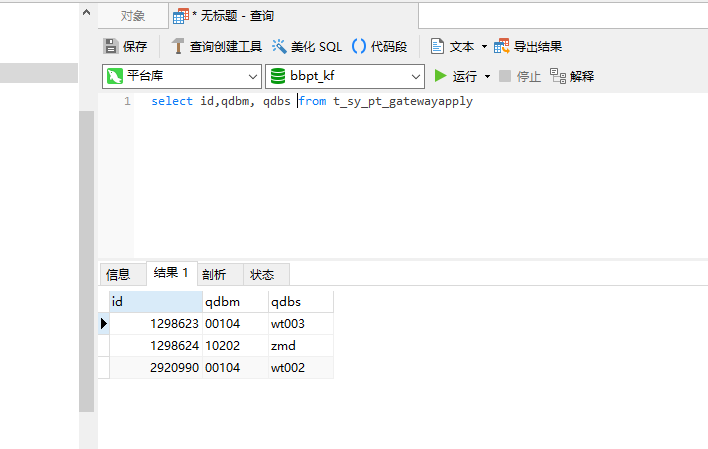 对象 * 无标题 - 查询
保存 查询创建工具 美化 SQL () 代码段 文本 导出结果
平台库 bbpt_kf 运行 停止 解释
1 select id,qdbm, qdbs from t_sy_pt_gatewayapply
信息 结果 1 剖析 状态
id qdbm qdbs
1298623 00104 wt003
1298624 10202 zmd
2920990 00104 wt002